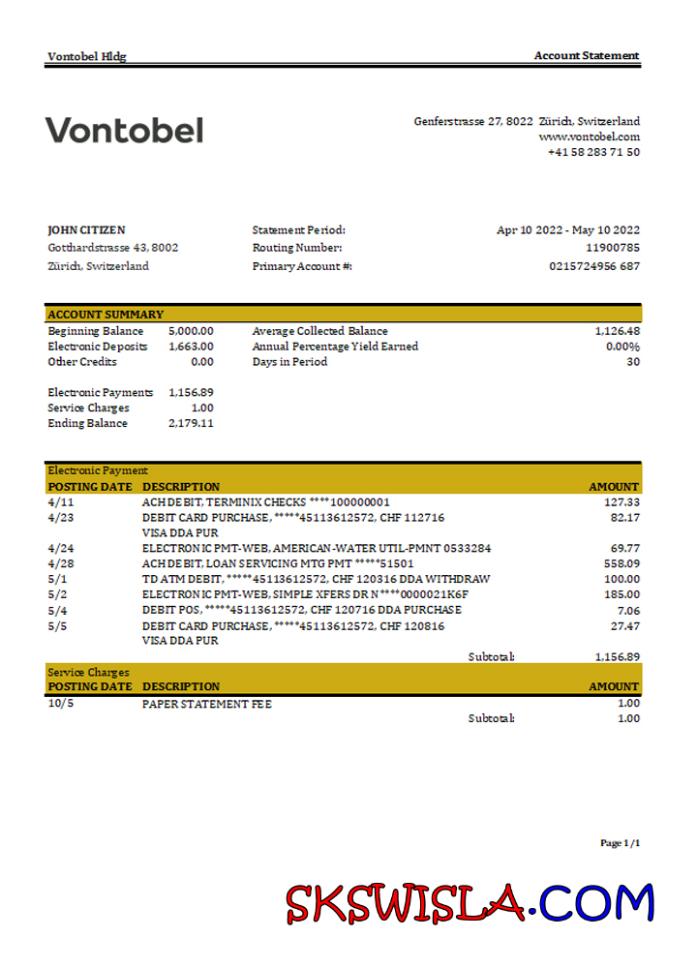 Vontobel Hldg Account Statement
Vontobel
Genferstrasse 27, 8022 Zürich, Switzerland
www.vontobel.com
+41 58 283 71 50
JOHN CITIZEN Statement Period: Apr 10 2022 - May 10 2022
Gotthardstrasse 43, 8002 Routing Number: 11900785
Zürich, Switzerland Primary Account #: 0215724956 687
ACCOUNT SUMMARY
Beginning Balance 5,000.00 Average Collected Balance 1,126.48
Electronic Deposits 1,663.00 Annual Percentage Yield Earned 0.00%
Other Credits 0.00 Days in Period 30
Electronic Payments 1,156.89
Service Charges 1.00
Ending Balance 2,179.11
Electronic Payment
POSTING DATE DESCRIPTION AMOUNT
4/11 ACH DEBIT, TERMINIX CHECKS ****100000001 127.33
4/23 DEBIT CARD PURCHASE, *****45113612572, CHF 112716 82.17
VISA DDA PUR
4/24 ELECTRONIC PMT-WEB, AMERICAN-WATER UTIL-PMNT 0533284 69.77
4/28 ACH DEBIT, LOAN SERVICING MTG PMT *****51501 558.09
5/1 TD ATM DEBIT, *****45113612572, CHF 120316 DDA WITHDRAW 100.00
5/2 ELECTRONIC PMT-WEB, SIMPLE XFERS DR N****0000021K6F 185.00
5/4 DEBIT POS, *****45113612572, CHF 120716 DDA PURCHASE 7.06
5/5 DEBIT CARD PURCHASE, *****45113612572, CHF 120816 27.47
VISA DDA PUR
Subtotal: 1,156.89
Service Charges
POSTING DATE DESCRIPTION AMOUNT
10/5 PAPER STATEMENT FEE 1.00
Subtotal: 1.00
Page 1/1
SKSWISLA.COM